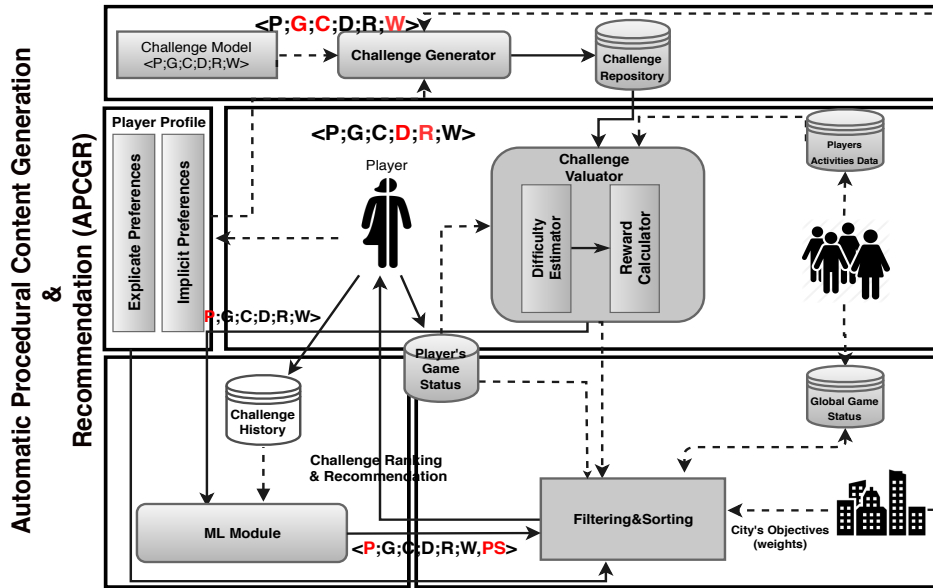 Automatic Procedural Content Generation
&
Recommendation (APCGR)
<P;G;C;D;R;W>
Challenge Model
<P;G;C;D;R;W>
Challenge Generator
Challenge
Repository
Player Profile
Explicate Preferences
Implicit Preferences
<P;G;C;D;R;W>
Player
Challenge
Valuator
Difficulty
Estimator
Reward
Calculator
Players
Activities Data
P;G;C;D;R;W>
Player's
Game
Status
Challenge
History
Global Game
Status
Challenge Ranking
& Recommendation
ML Module
Filtering&Sorting
City's Objectives
(weights)
<P;G;C;D;R;W,PS>